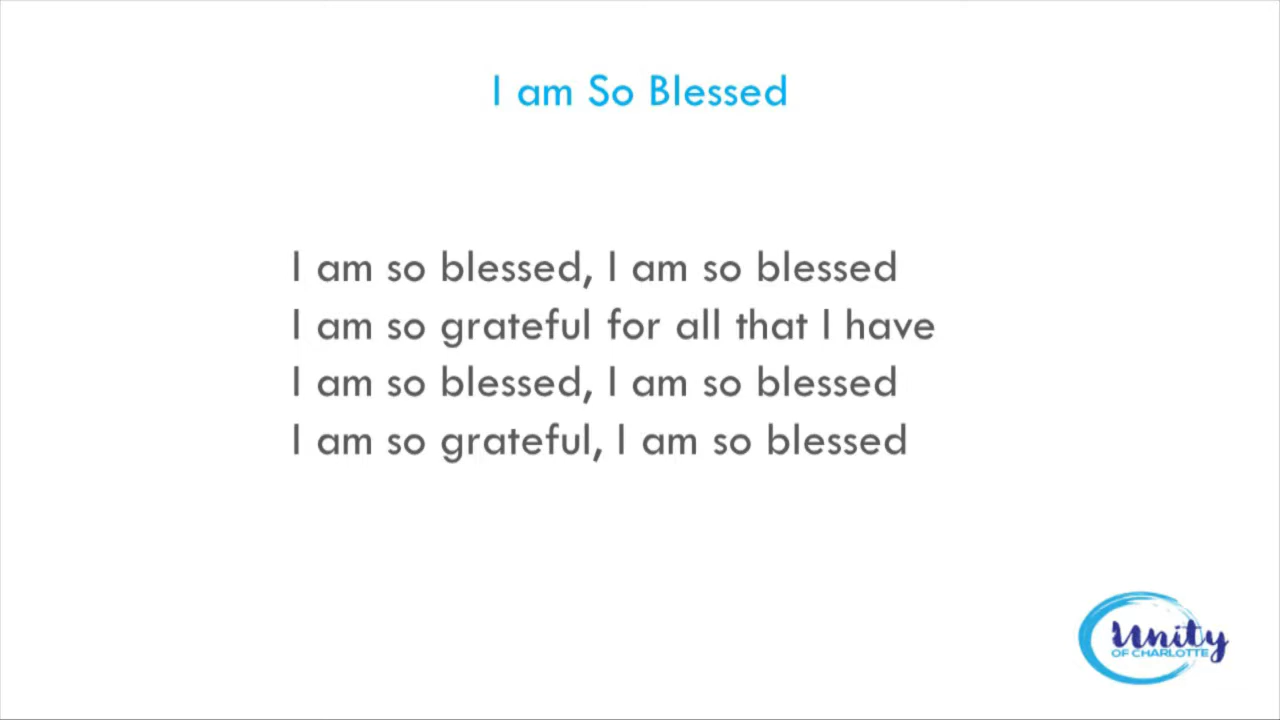 I am So Blessed
I am so blessed, I am so blessed
I am so grateful for all that I have
I am so blessed, I am so blessed
I am so grateful, I am so blessed
Unity
OF CHARLOTTE